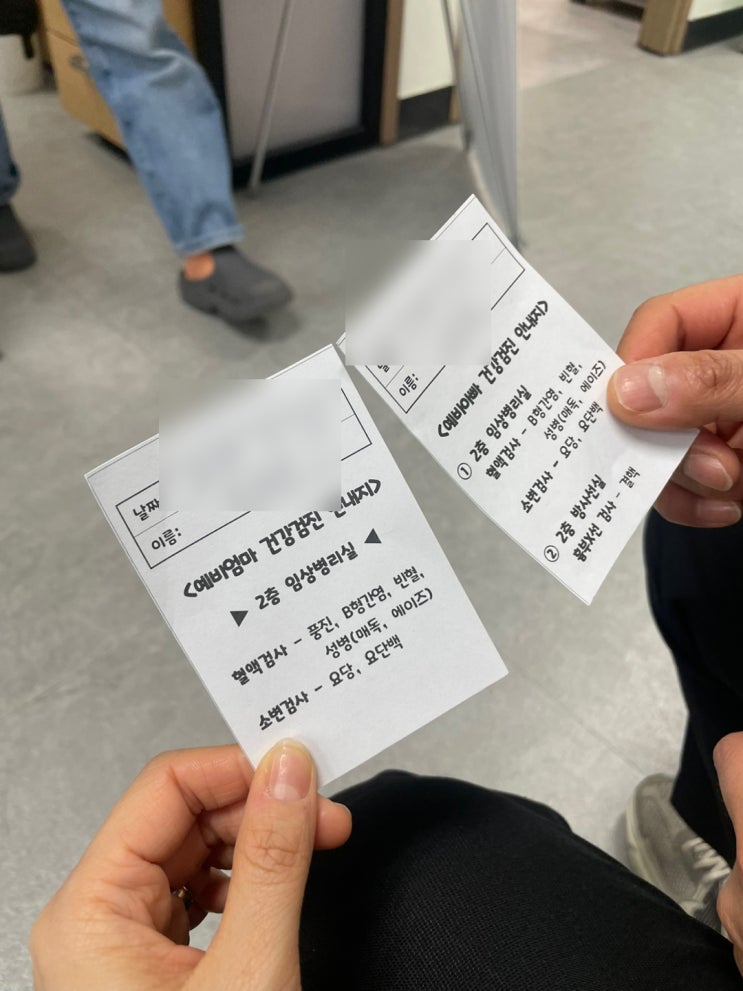 날짜
이름:
<예비엄마 건강검진 안내지>
▶ 2층 임상병리실 ◀
혈액검사 - 풍진, B형간염, 빈혈,
성병(매독, 에이즈)
소변검사 - 요당, 요단백
이름:
<예비아빠 건강검진 안내지>
① 2층 임상병리실
혈액검사 - B형간염, 빈혈,
성병(매독, 에이즈)
소변검사 - 요당, 요단백
② 2층 방사선실
흉부X선 검사 - 결핵